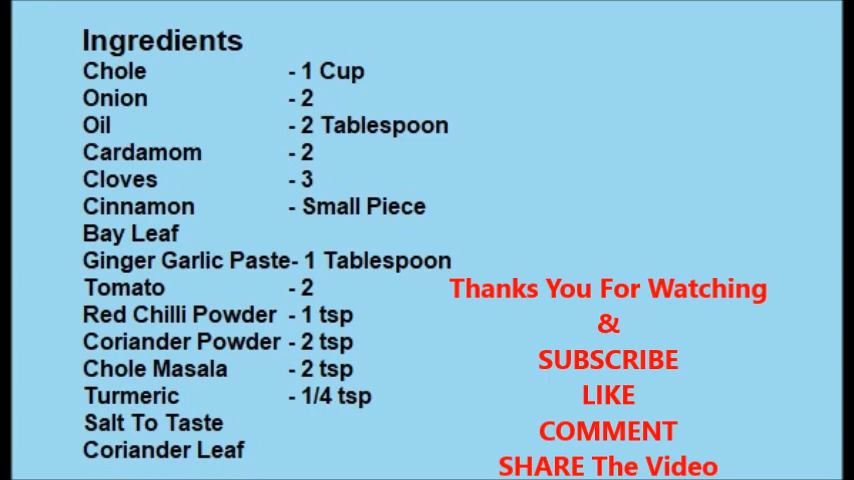 Ingredients
Chole - 1 Cup
Onion - 2
Oil - 2 Tablespoon
Cardamom - 2
Cloves - 3
Cinnamon - Small Piece
Bay Leaf
Ginger Garlic Paste- 1 Tablespoon
Tomato - 2
Red Chilli Powder - 1 tsp
Coriander Powder - 2 tsp
Chole Masala - 2 tsp
Turmeric - 1/4 tsp
Salt To Taste
Coriander Leaf
Thanks You For Watching
&
SUBSCRIBE
LIKE
COMMENT
SHARE The Video